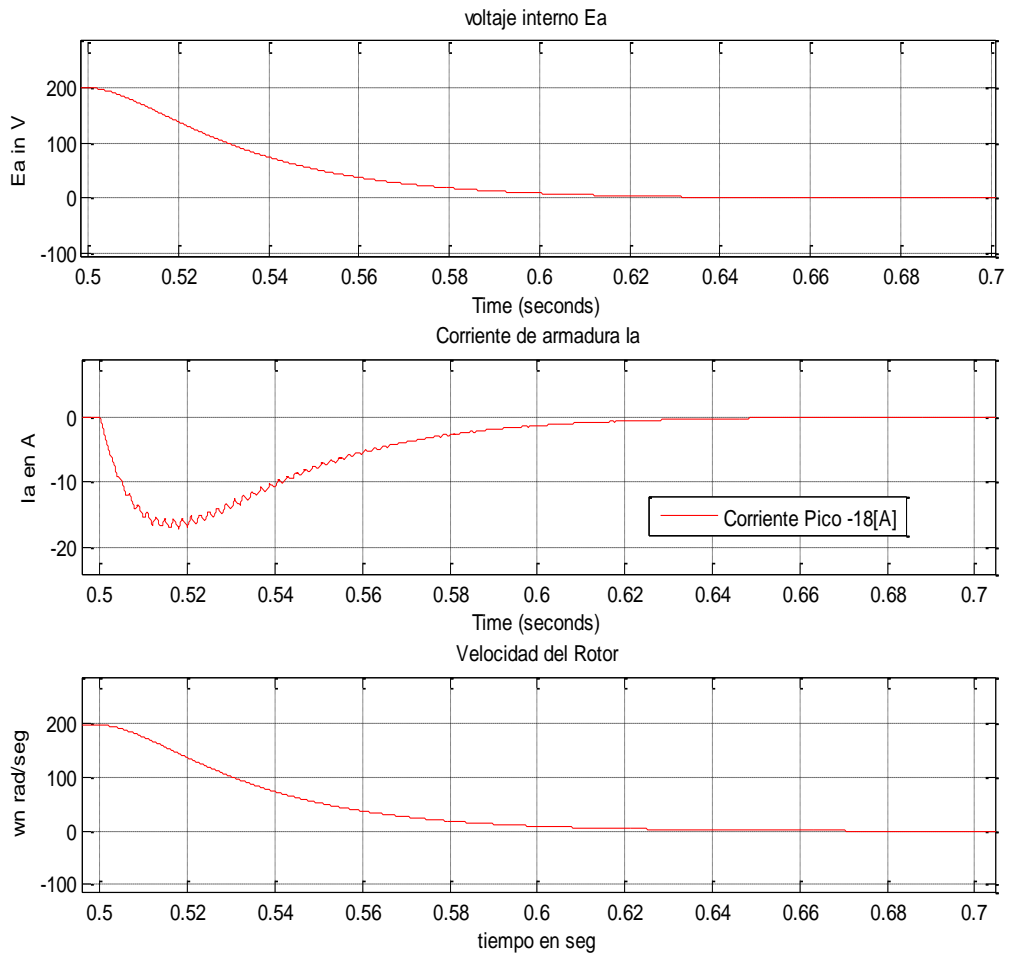 voltaje interno Ea
200
100
0
-100
Ea in V
0.5 0.52 0.54 0.56 0.58 0.6 0.62 0.64 0.66 0.68 0.7
Time (seconds)
Corriente de armadura Ia
0
-10
-20
Ia en A
Corriente Pico -18[A]
0.5 0.52 0.54 0.56 0.58 0.6 0.62 0.64 0.66 0.68 0.7
Time (seconds)
Velocidad del Rotor
200
100
0
-100
wn rad/seg
0.5 0.52 0.54 0.56 0.58 0.6 0.62 0.64 0.66 0.68 0.7
tiempo en seg